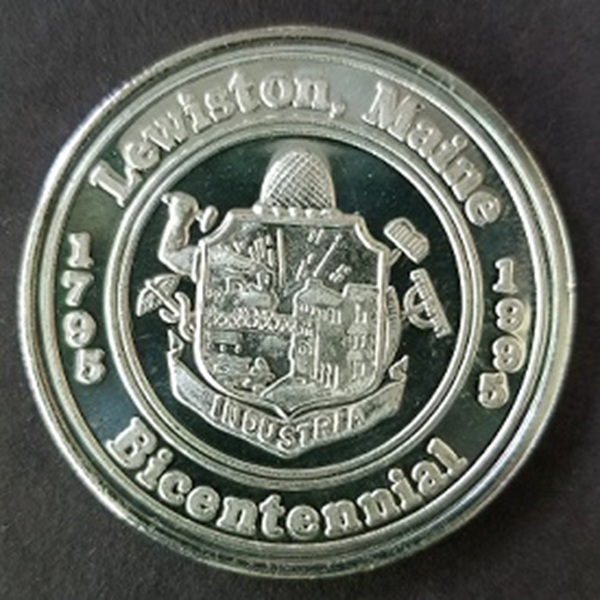 Lewiston, Maine
1795
1995
INDUSTRIA
Bicentennial